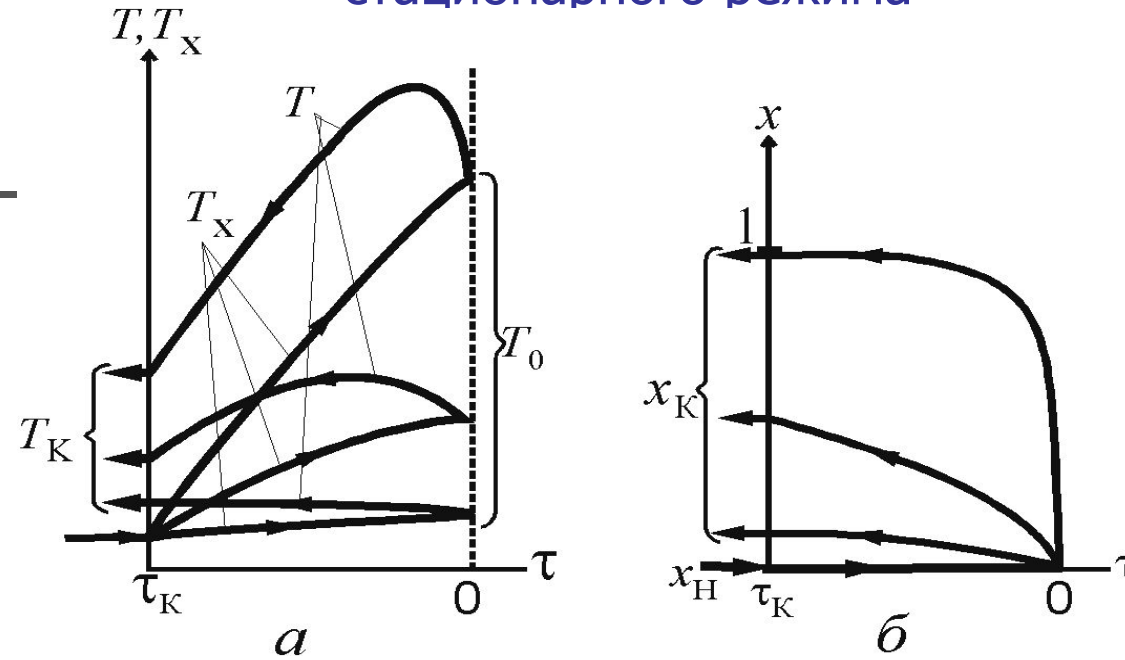 стационарного режима
T, Tх
T
Tх
T0
TК
τК
0
τ
а
x
1
xК
xН
τК
0
τ
б